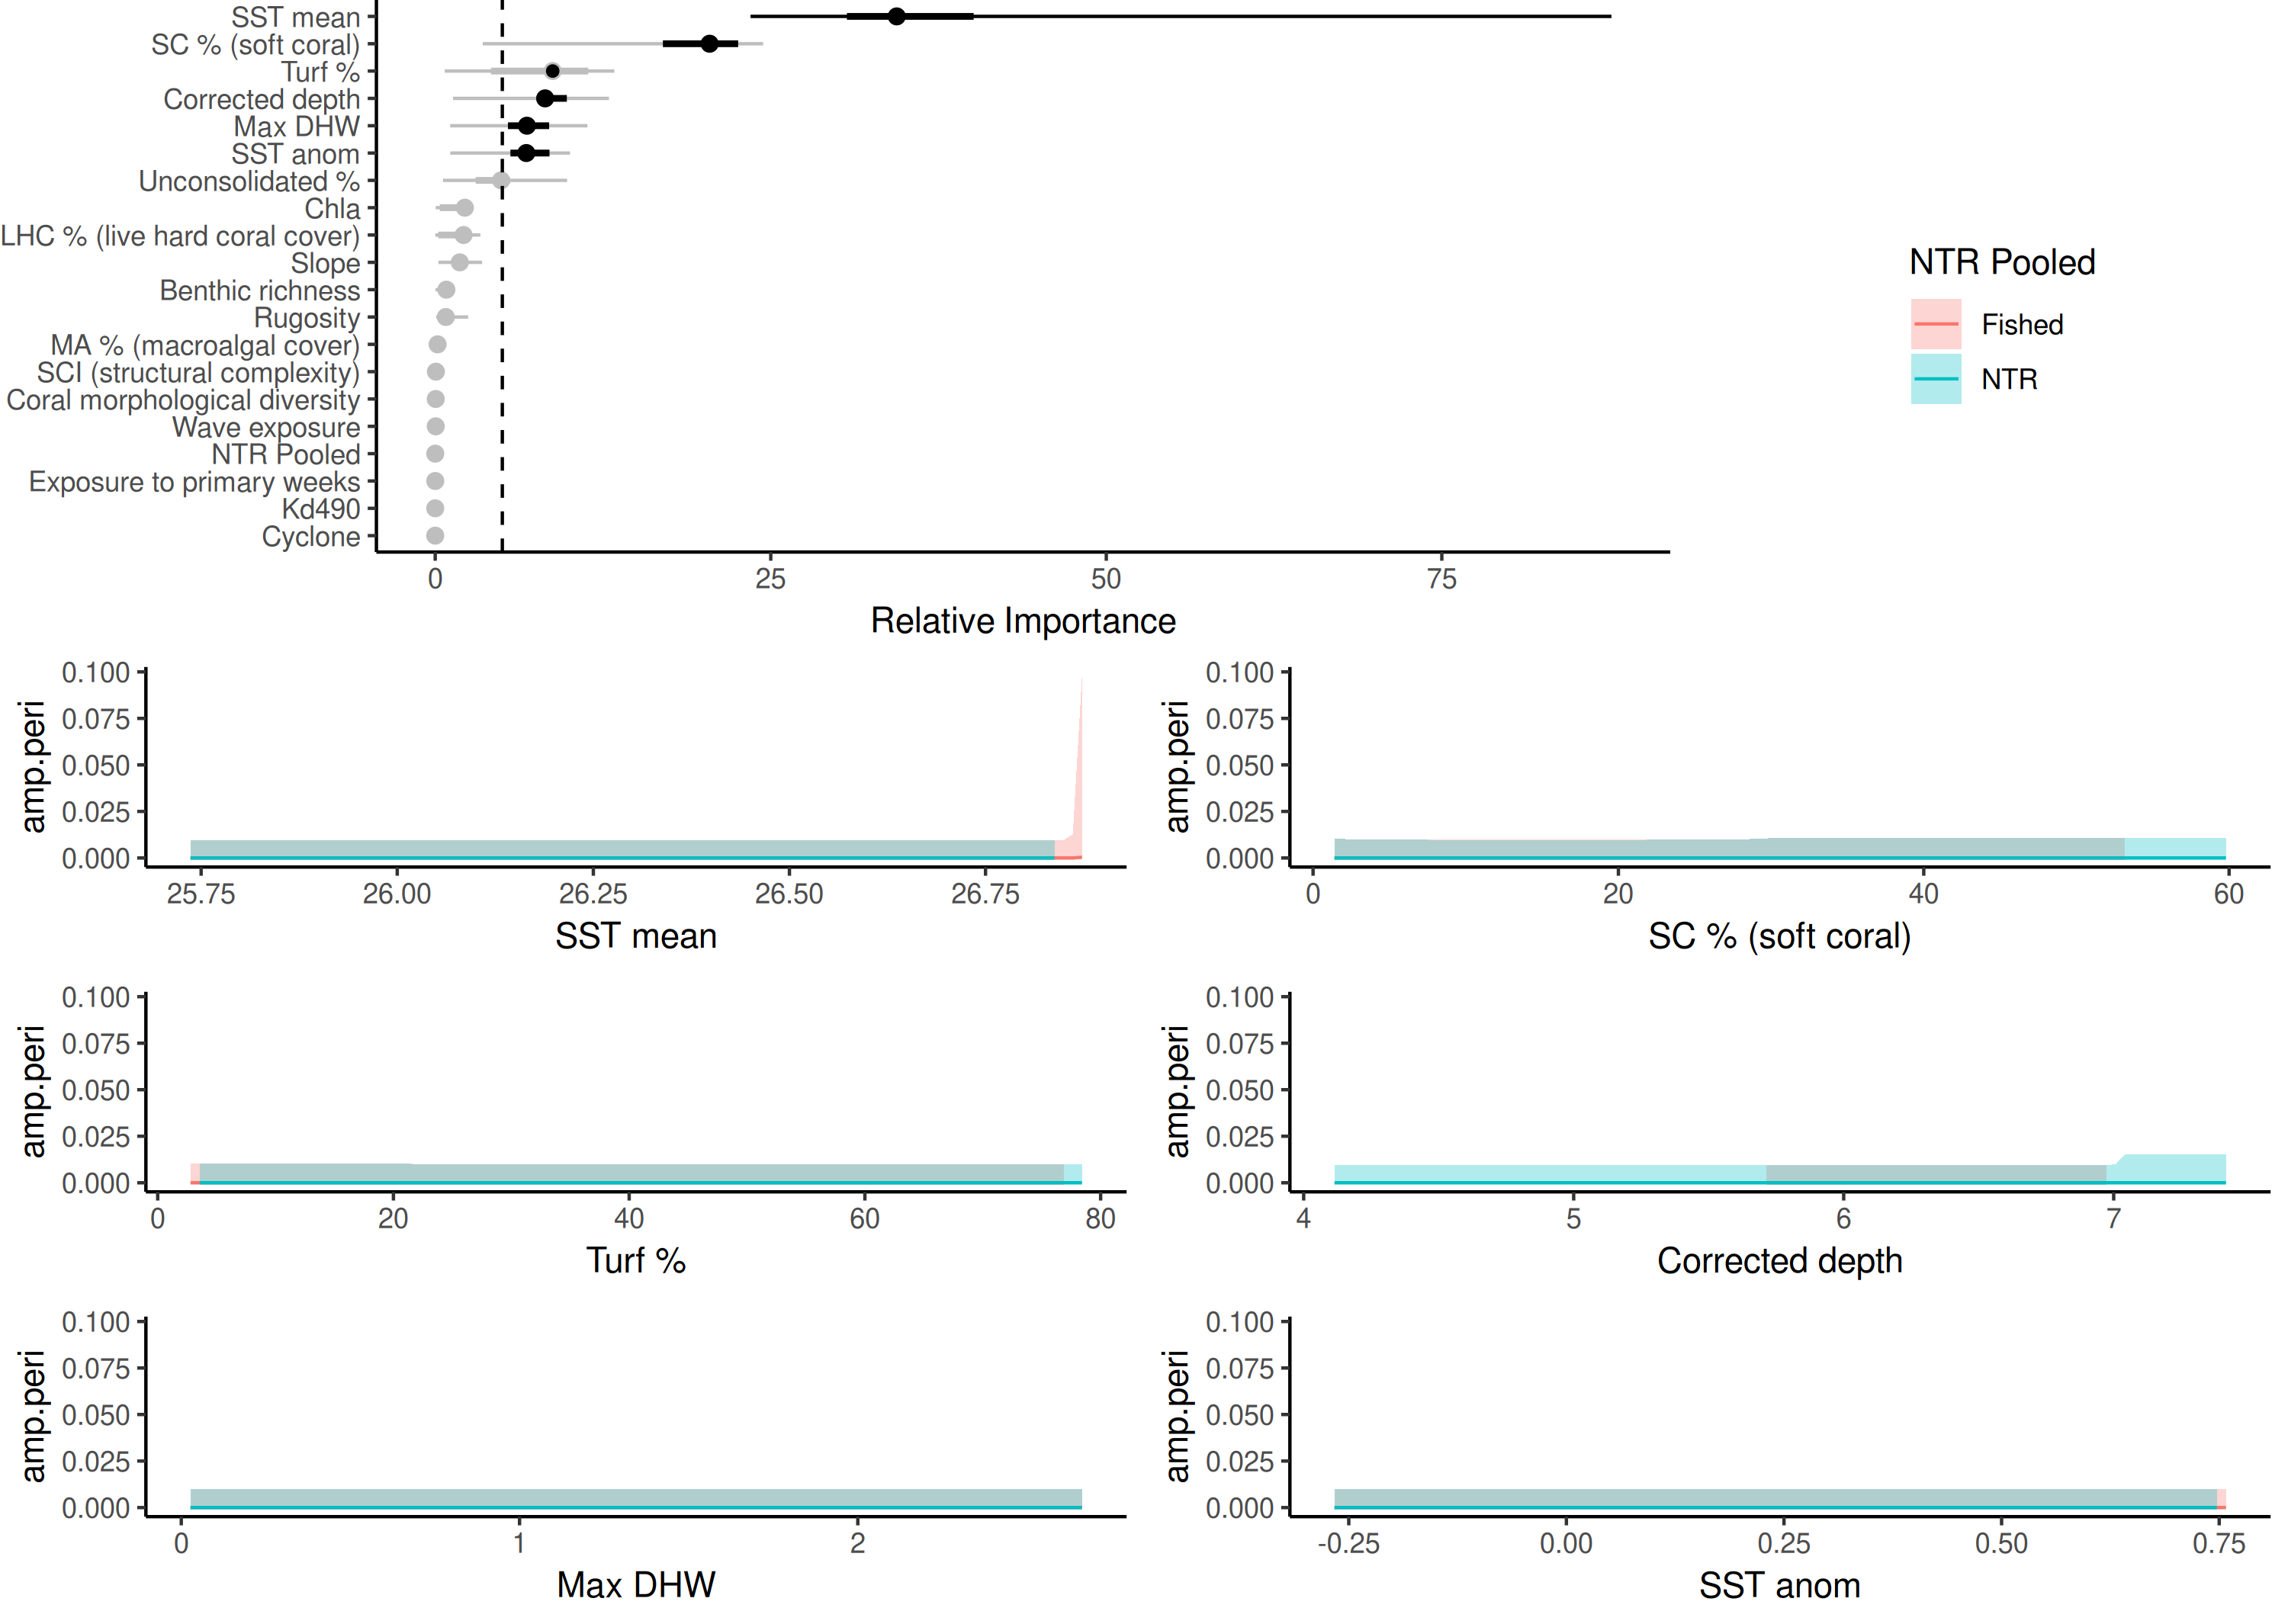 SST mean
SC % (soft coral)
Turf %
Corrected depth
Max DHW
SST anom
Unconsolidated %
Chla
LHC % (live hard coral cover)
Slope
Benthic richness
Rugosity
MA % (macroalgal cover)
SCI (structural complexity)
Coral morphological diversity
Wave exposure
NTR Pooled
Exposure to primary weeks
Kd490
Cyclone
0 25 50 75
Relative Importance
NTR Pooled
Fished
NTR
amp.peri
0.100
0.075
0.050
0.025
0.000
25.75 26.00 26.25 26.50 26.75
SST mean
amp.peri
0.100
0.075
0.050
0.025
0.000
0 20 40 60
SC % (soft coral)
amp.peri
0.100
0.075
0.050
0.025
0.000
0 20 40 60 80
Turf %
amp.peri
0.100
0.075
0.050
0.025
0.000
4 5 6 7
Corrected depth
amp.peri
0.100
0.075
0.050
0.025
0.000
0 1 2
Max DHW
amp.peri
0.100
0.075
0.050
0.025
0.000
-0.25 0.00 0.25 0.50 0.75
SST anom